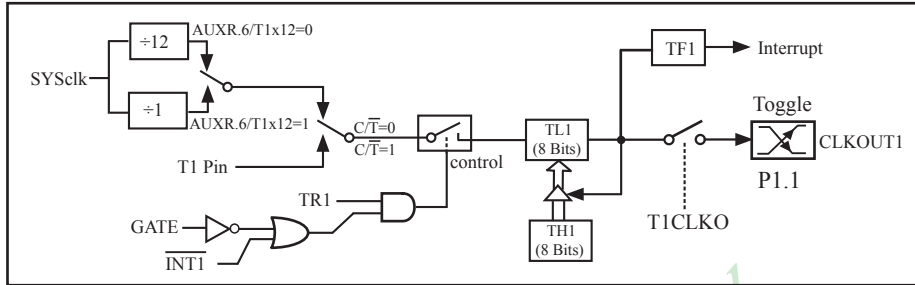 ÷12
AUXR.6/T1x12=0
SYSclk
÷1
AUXR.6/T1x12=1
C/T̅=0
C/T̅=1
T1 Pin
control
TL1
(8 Bits)
TF1
Interrupt
Toggle
CLKOUT1
P1.1
T1CLKO
TR1
GATE
I̅N̅T̅1̅
TH1
(8 Bits)